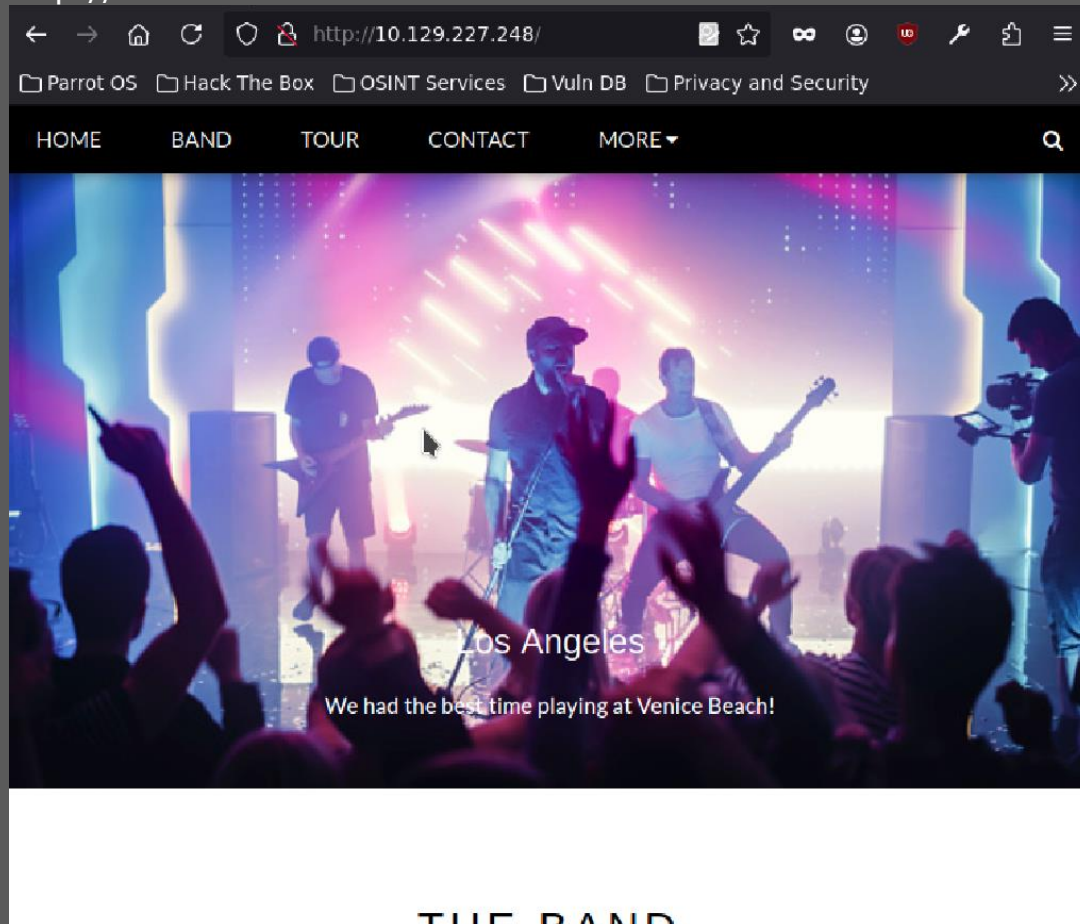 http://10.129.227.248/
Parrot OS Hack The Box OSINT Services Vuln DB Privacy and Security
HOME BAND TOUR CONTACT MORE
Los Angeles
We had the best time playing at Venice Beach!
THE BAND